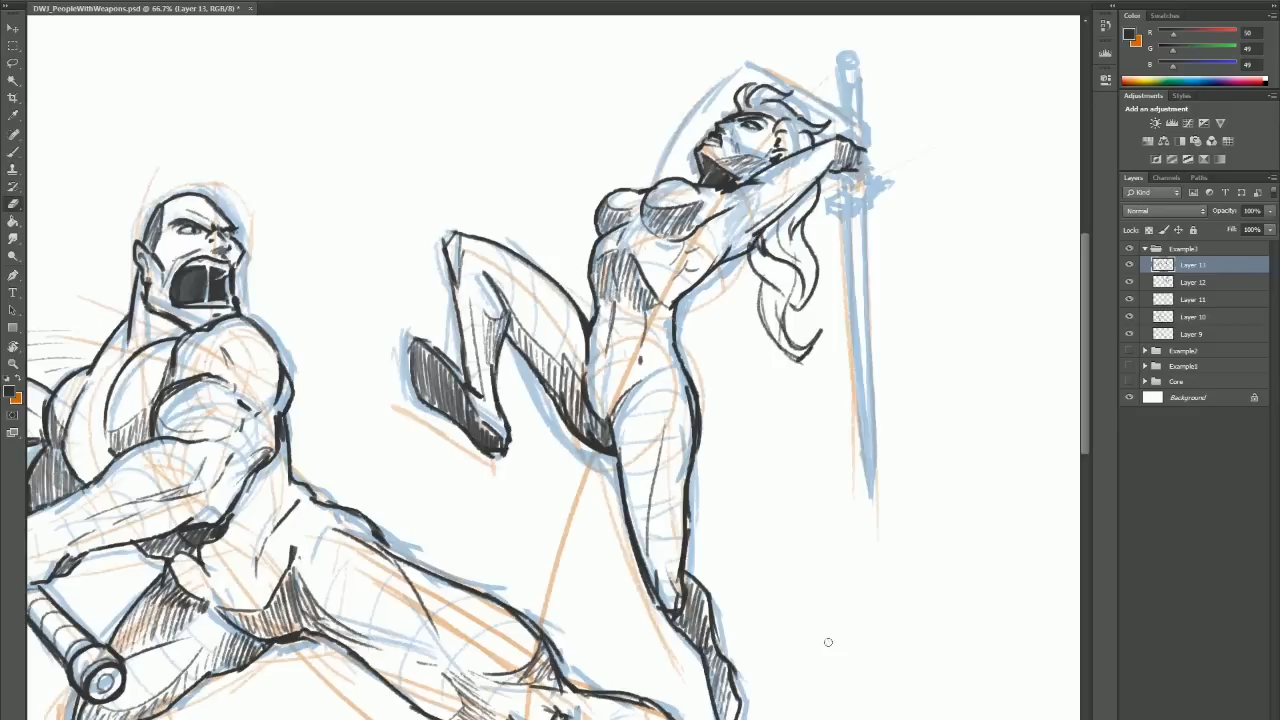 DWJ_PeopleWithWeapons.psd @ 66.7% (Layer 13, RGB/8) *
Color Swatches
R 50
G 49
B 49
Adjustments Styles
Add an adjustment
Layers Channels Paths
Kind
Normal Opacity: 100%
Lock: Fill: 100%
Example3
Layer 13
Layer 12
Layer 11
Layer 10
Layer 9
Example2
Core
Background